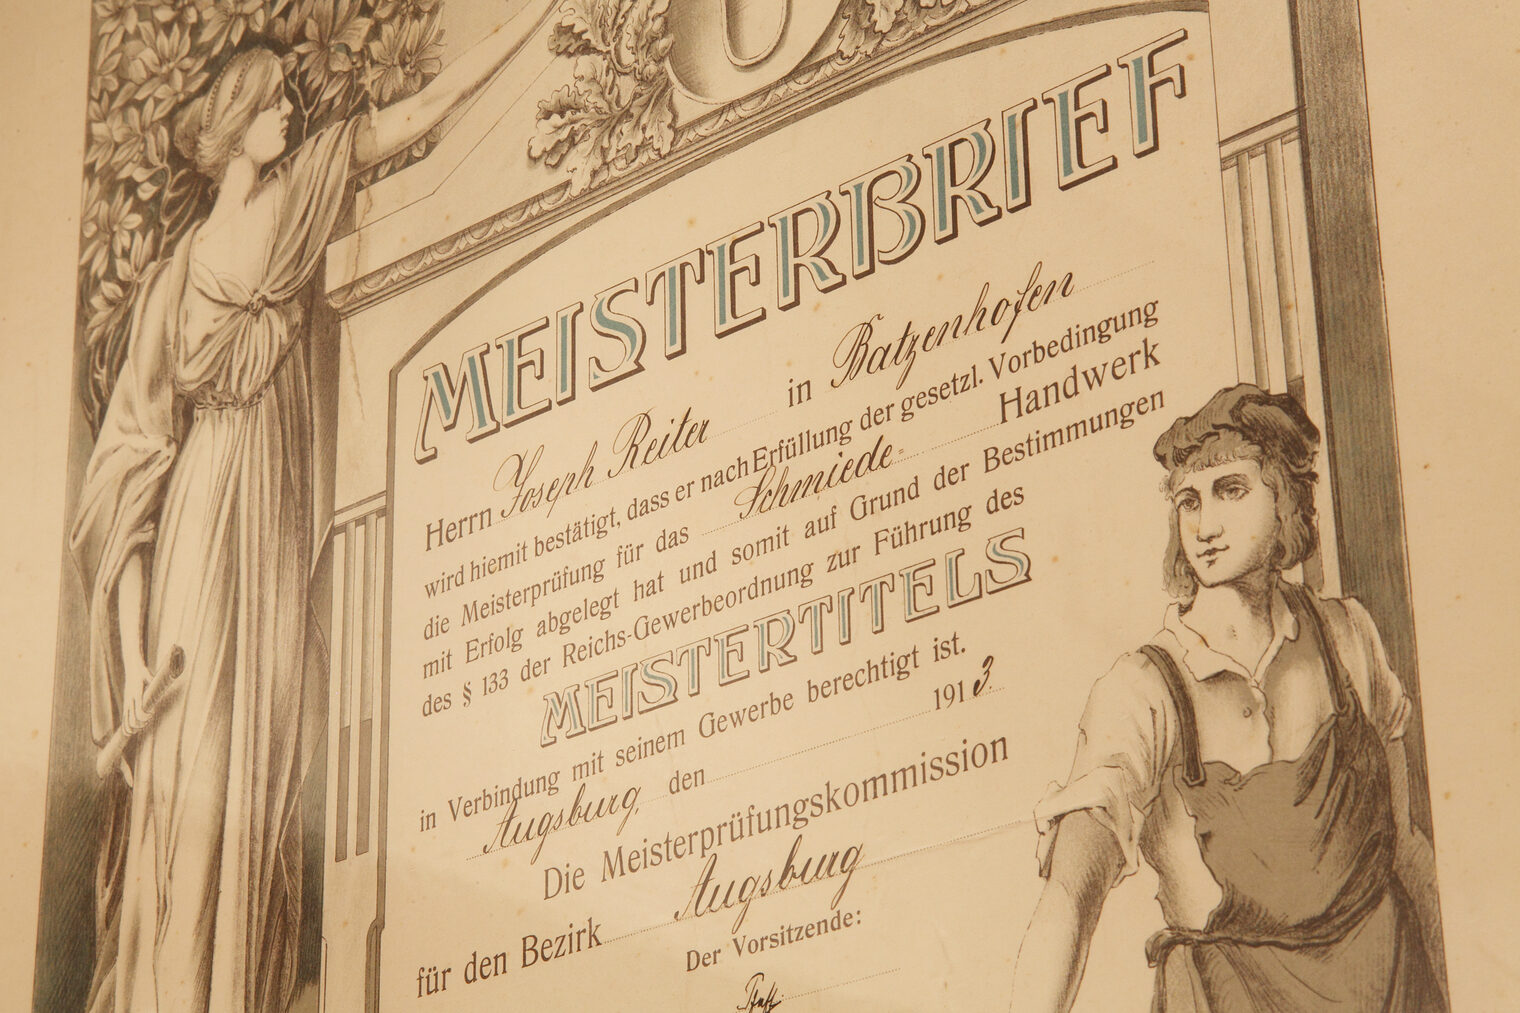 MEISTERBRIEF
Herrn Joseph Reiter in Batzenhofen
wird hiemit bestätigt, dass er nach Erfüllung der gesetzl. Vorbedingung
die Meisterprüfung für das Schmiede- Handwerk
mit Erfolg abgelegt hat und somit auf Grund der Bestimmungen
des § 133 der Reichs-Gewerbeordnung zur Führung des
MEISTERTITELS
in Verbindung mit seinem Gewerbe berechtigt ist.
Augsburg, den 1913.
Die Meisterprüfungskommission
für den Bezirk Augsburg
Der Vorsitzende: